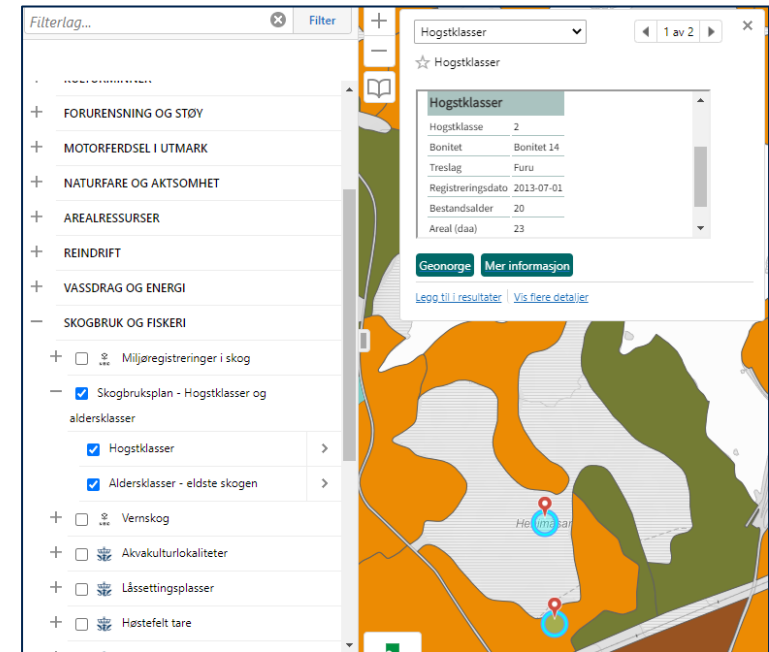 Filterlag...
Filter
KULTURMINNER
FORURENSNING OG STØY
MOTORFERDSEL I UTMARK
NATURFARE OG AKTSOMHET
AREALRESSURSER
REINDRIFT
VASSDRAG OG ENERGI
SKOGBRUK OG FISKERI
Miljøregistreringer i skog
Skogbruksplan - Hogstklasser og
aldersklasser
Hogstklasser
Aldersklasser - eldste skogen
Vernskog
Akvakulturlokaliteter
Låssettingsplasser
Høstefelt tare
Hogstklasser
1 av 2
Hogstklasser
Hogstklasser
Hogstklasse 2
Bonitet Bonitet 14
Treslag Furu
Registreringsdato 2013-07-01
Bestandsalder 20
Areal (daa) 23
Geonorge Mer informasjon
Legg til i resultater Vis flere detaljer